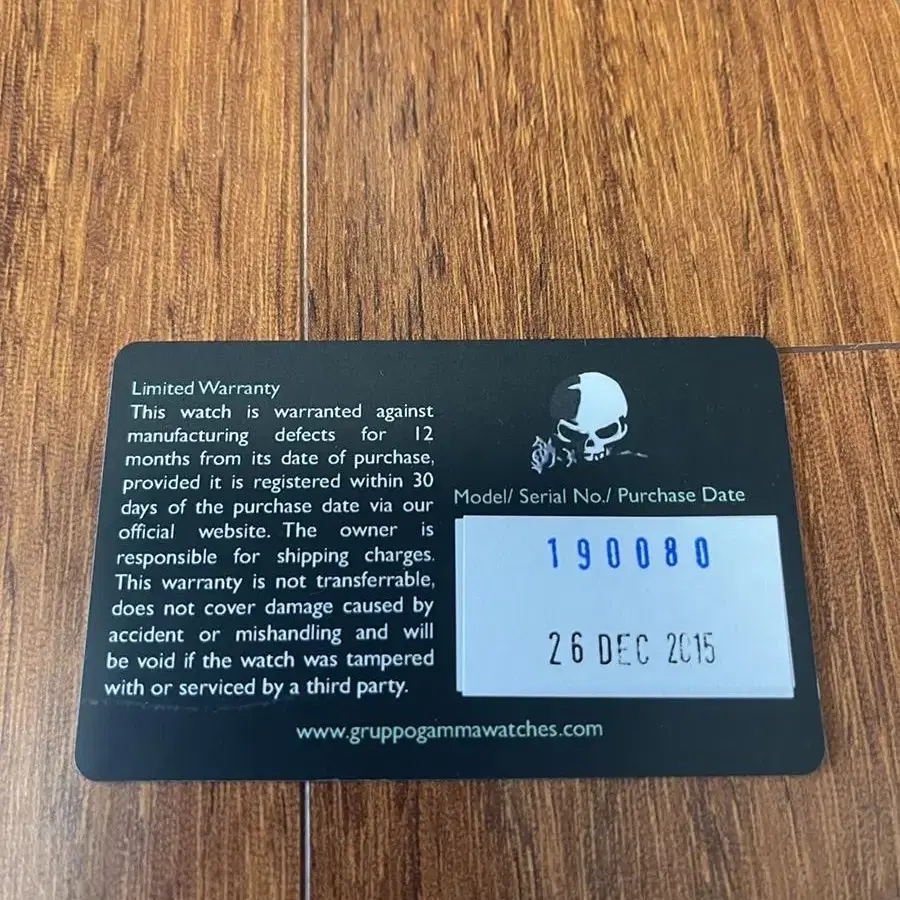 Limited Warranty
This watch is warranted against
manufacturing defects for 12
months from its date of purchase,
provided it is registered within 30
days of the purchase date via our
official website. The owner is
responsible for shipping charges.
This warranty is not transferrable,
does not cover damage caused by
accident or mishandling and will
be void if the watch was tampered
with or serviced by a third party.
Model/ Serial No./ Purchase Date
190080
26 DEC 2015
www.gruppogammawatches.com